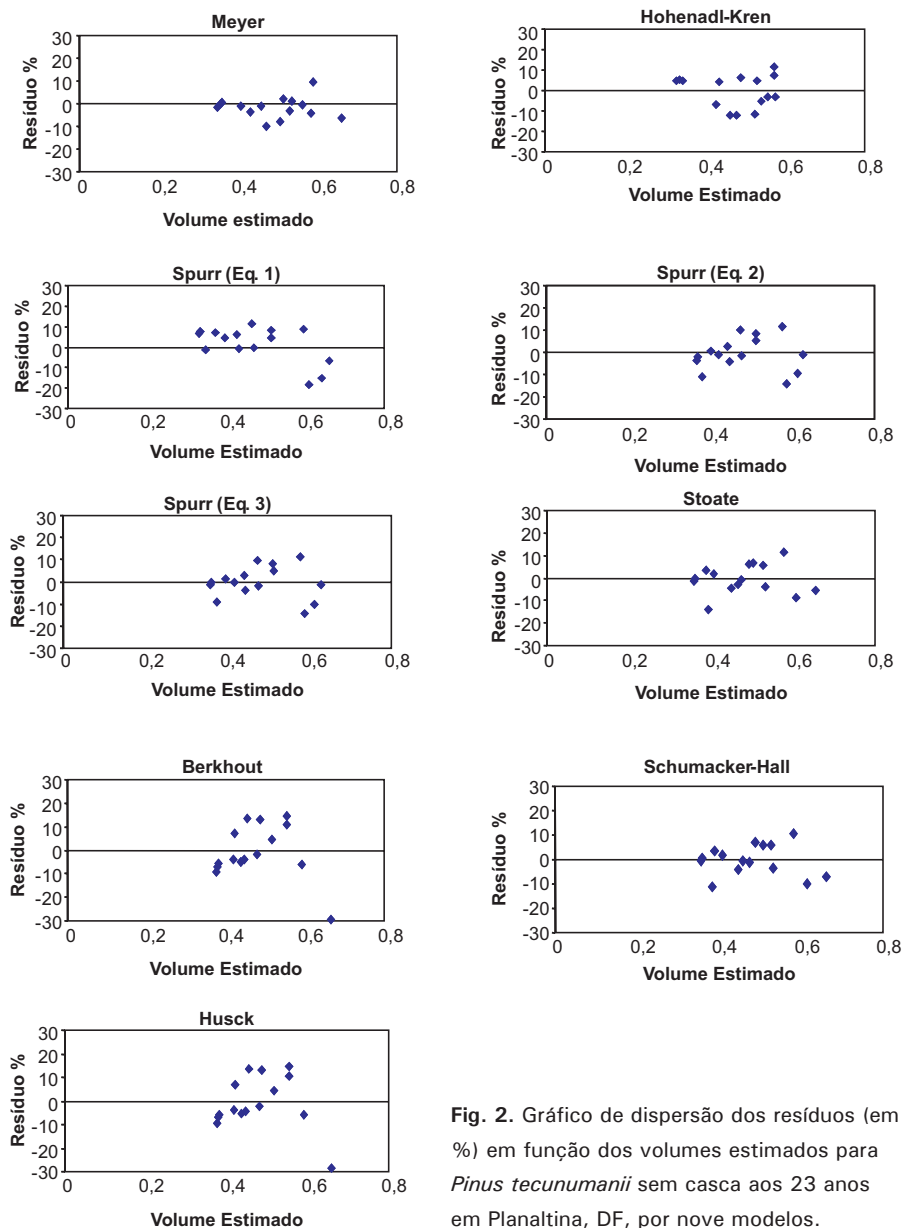 Meyer
Resíduo %
30
20
10
0
-10
-20
-30
0 0,2 0,4 0,6 0,8
Volume estimado
Hohenadl-Kren
Resíduo %
30
20
10
0
-10
-20
-30
0 0,2 0,4 0,6 0,8
Volume Estimado
Spurr (Eq. 1)
Resíduo %
30
20
10
0
-10
-20
-30
0 0,2 0,4 0,6 0,8
Volume Estimado
Spurr (Eq. 2)
Resíduo %
30
20
10
0
-10
-20
-30
0 0,2 0,4 0,6 0,8
Volume Estimado
Spurr (Eq. 3)
Resíduo %
30
20
10
0
-10
-20
-30
0 0,2 0,4 0,6 0,8
Volume Estimado
Stoate
Resíduo %
30
20
10
0
-10
-20
-30
0 0,2 0,4 0,6 0,8
Volume Estimado
Berkhout
Resíduo %
30
20
10
0
-10
-20
-30
0 0,2 0,4 0,6 0,8
Volume Estimado
Schumacker-Hall
Resíduo %
30
20
10
0
-10
-20
-30
0 0,2 0,4 0,6 0,8
Volume Estimado
Husck
Resíduo %
30
20
10
0
-10
-20
-30
0 0,2 0,4 0,6 0,8
Volume Estimado
Fig. 2. Gráfico de dispersão dos resíduos (em
%) em função dos volumes estimados para
Pinus tecunumanii sem casca aos 23 anos
em Planaltina, DF, por nove modelos.